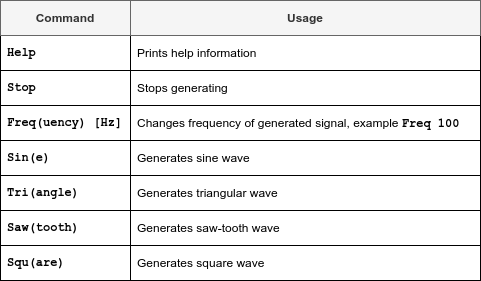 Command Usage
Help Prints help information
Stop Stops generating
Freq(uency) [Hz] Changes frequency of generated signal, example Freq 100
Sin(e) Generates sine wave
Tri(angle) Generates triangular wave
Saw(tooth) Generates saw-tooth wave
Squ(are) Generates square wave